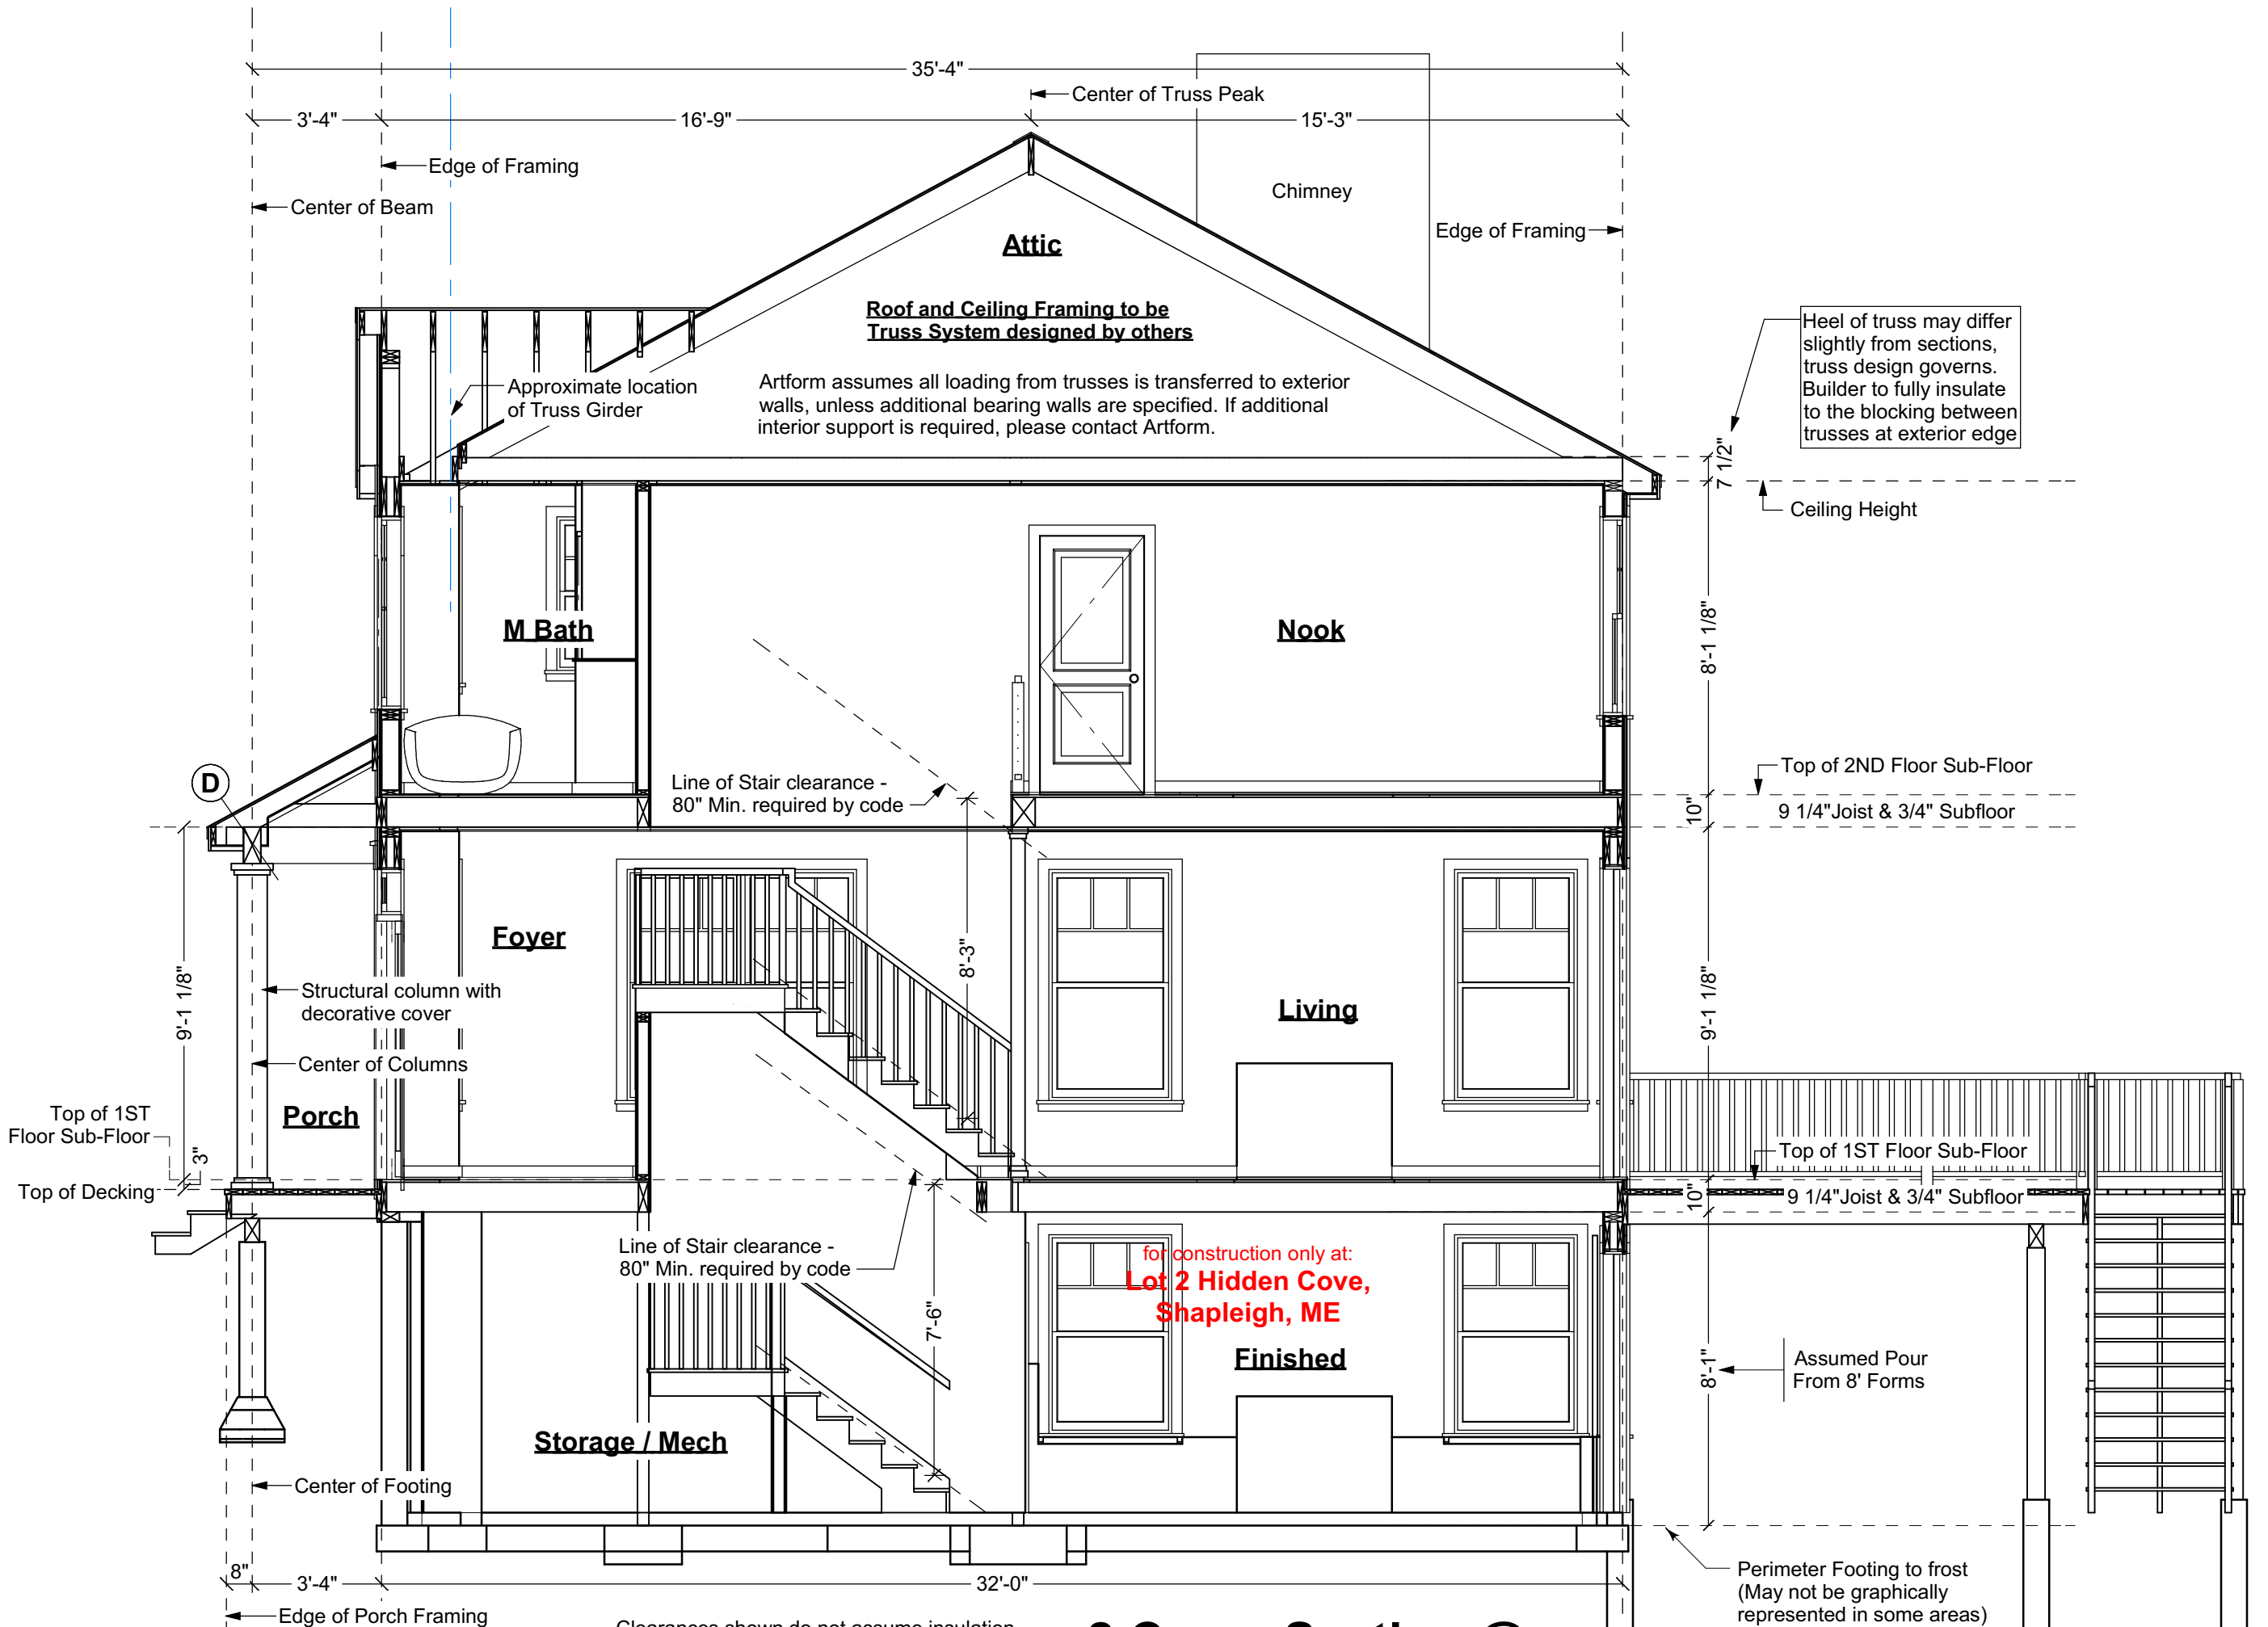 35'-4"
Center of Truss Peak
3'-4"
16'-9"
15'-3"
Edge of Framing
Center of Beam
Chimney
Edge of Framing
Attic
Roof and Ceiling Framing to be
Truss System designed by others
Heel of truss may differ
slightly from sections,
truss design governs.
Builder to fully insulate
to the blocking between
trusses at exterior edge
Approximate location
of Truss Girder
Artform assumes all loading from trusses is transferred to exterior
walls, unless additional bearing walls are specified. If additional
interior support is required, please contact Artform.
7 1/2"
Ceiling Height
M Bath
Nook
8'-1 1/8"
D
Line of Stair clearance -
80" Min. required by code
Top of 2ND Floor Sub-Floor
10"
9 1/4"Joist & 3/4" Subfloor
Foyer
8'-3"
9'-1 1/8"
Structural column with
decorative cover
Living
9'-1 1/8"
Center of Columns
Porch
Top of 1ST
Floor Sub-Floor
3"
Top of Decking
Top of 1ST Floor Sub-Floor
10"
9 1/4"Joist & 3/4" Subfloor
Line of Stair clearance -
80" Min. required by code
for construction only at:
Lot 2 Hidden Cove,
Shapleigh, ME
7'-6"
Finished
8'-1"
Assumed Pour
From 8' Forms
Storage / Mech
Center of Footing
8"
3'-4"
32'-0"
Perimeter Footing to frost
(May not be graphically
represented in some areas)
Edge of Porch Framing
Clearances shown do not assume insulation